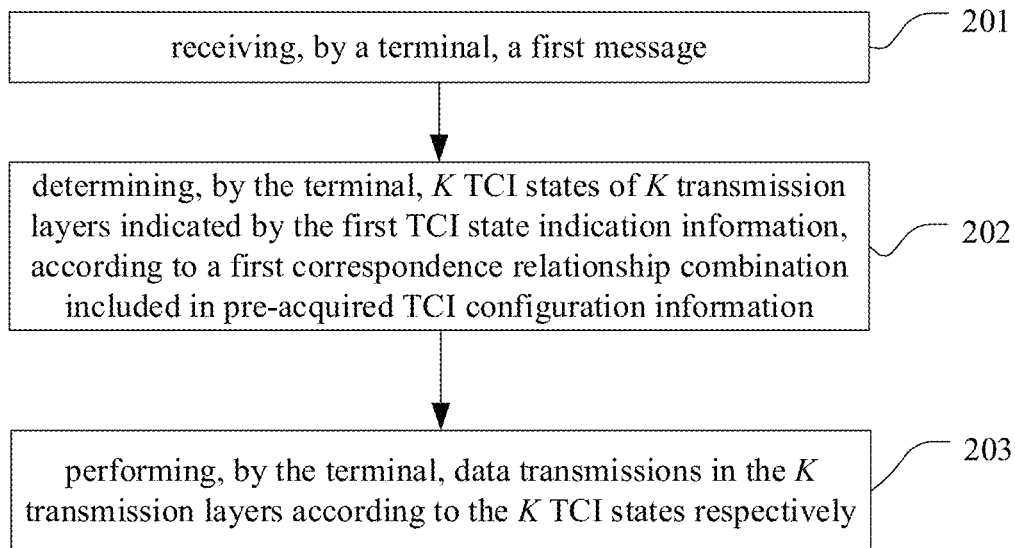 receiving, by a terminal, a first message
201
determining, by the terminal, K TCI states of K transmission
layers indicated by the first TCI state indication information,
according to a first correspondence relationship combination
included in pre-acquired TCI configuration information
202
performing, by the terminal, data transmissions in the K
transmission layers according to the K TCI states respectively
203